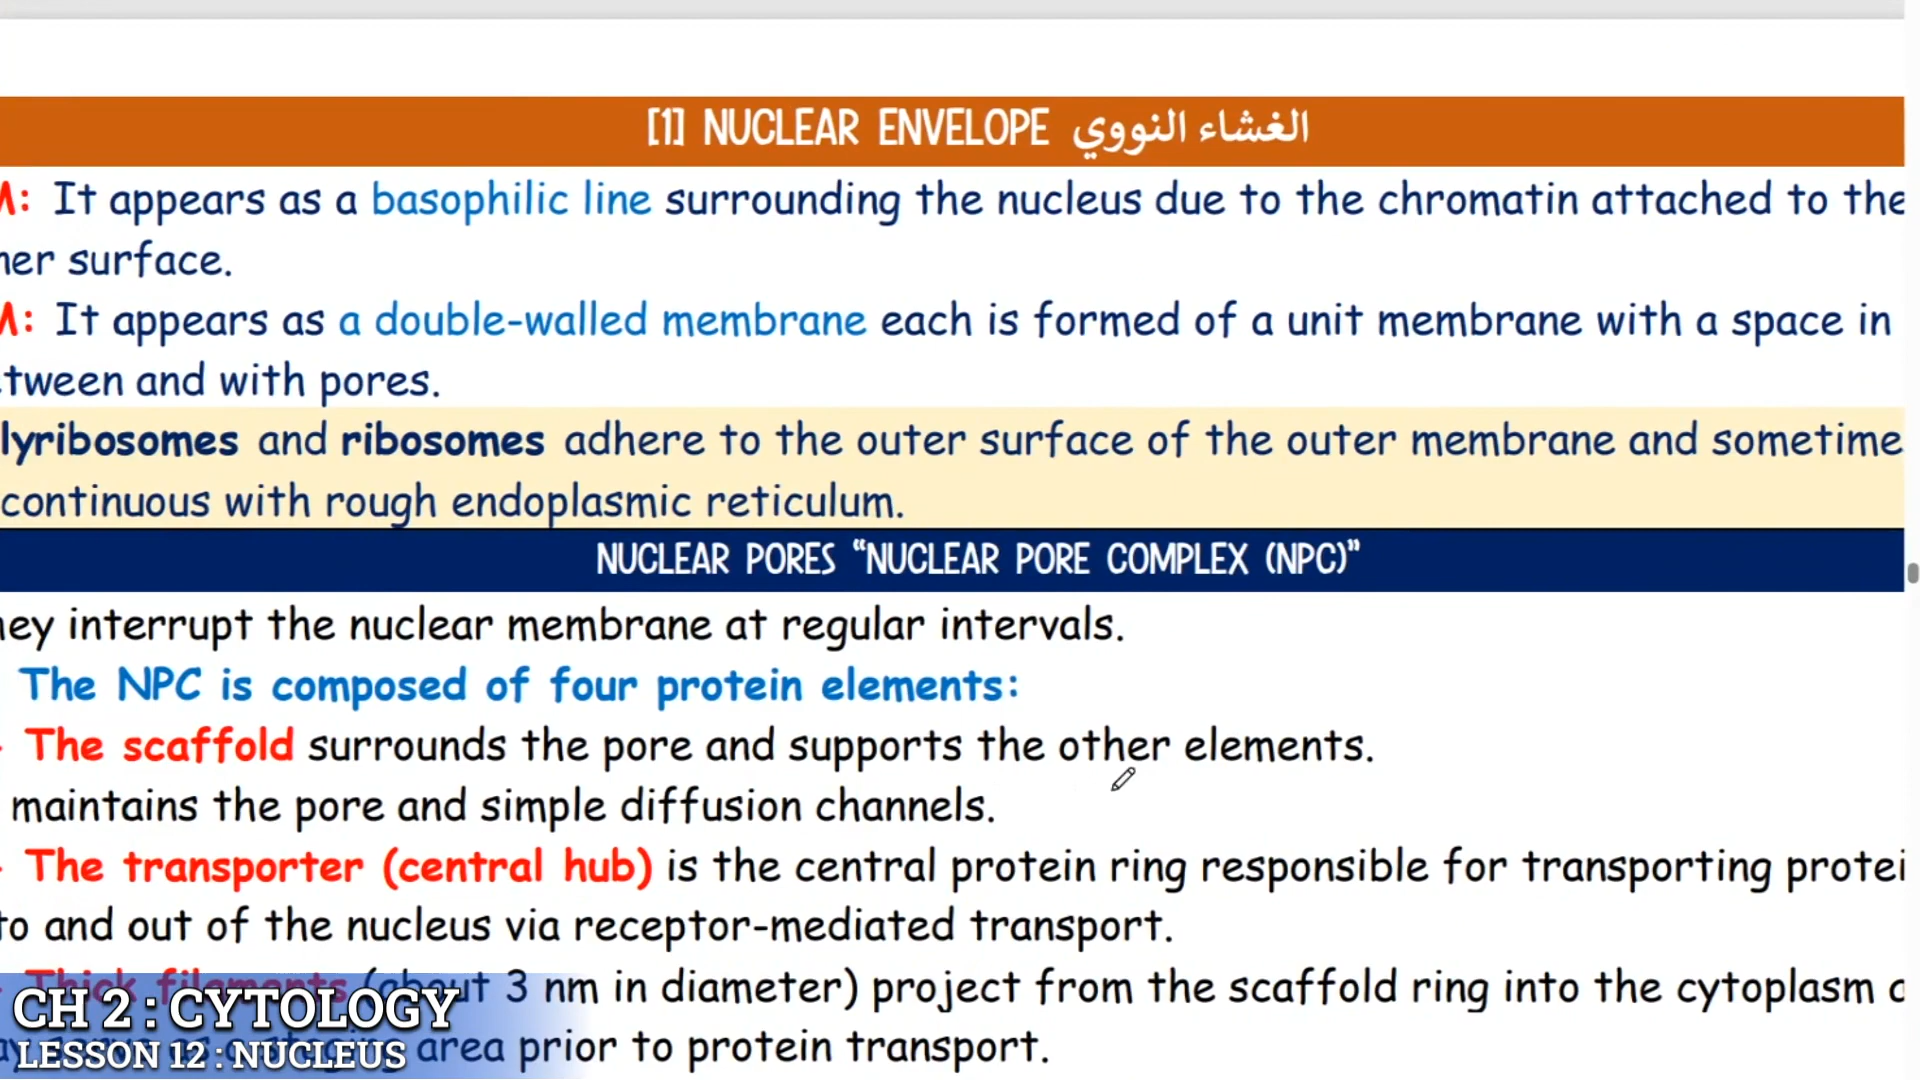 [1] NUCLEAR ENVELOPE الغشاء النووي
M: It appears as a basophilic line surrounding the nucleus due to the chromatin attached to the
ner surface.
M: It appears as a double-walled membrane each is formed of a unit membrane with a space in
tween and with pores.
lyribosomes and ribosomes adhere to the outer surface of the outer membrane and sometime
continuous with rough endoplasmic reticulum.
NUCLEAR PORES “NUCLEAR PORE COMPLEX (NPC)”
hey interrupt the nuclear membrane at regular intervals.
The NPC is composed of four protein elements:
- The scaffold surrounds the pore and supports the other elements.
maintains the pore and simple diffusion channels.
- The transporter (central hub) is the central protein ring responsible for transporting protei
to and out of the nucleus via receptor-mediated transport.
- Thick filaments (about 3 nm in diameter) project from the scaffold ring into the cytoplasm
area prior to protein transport.
CH 2 : CYTOLOGY
LESSON 12 : NUCLEUS